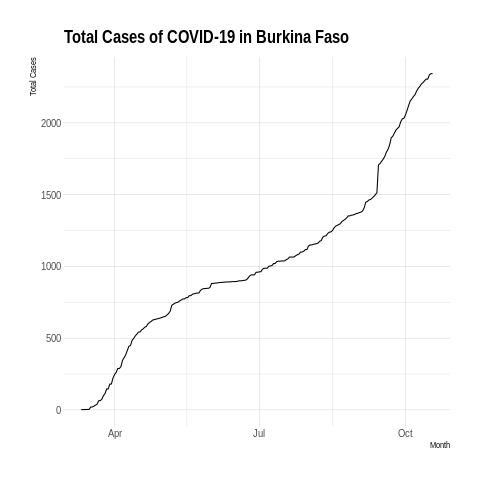 Total Cases of COVID-19 in Burkina Faso
Total Cases
2000
1500
1000
500
0
Apr
Jul
Oct
Month